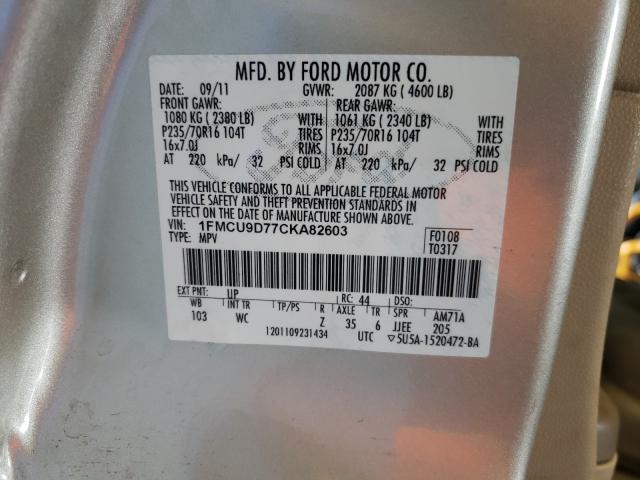 MFD. BY FORD MOTOR CO.
DATE: 09/11 GVWR: 2087 KG ( 4600 LB)
FRONT GAWR: REAR GAWR:
1080 KG ( 2380 LB) WITH 1061 KG ( 2340 LB) WITH
P235/70R16 104T TIRES P235/70R16 104T TIRES
16x7.0J RIMS 16x7.0J RIMS
AT 220 kPa/ 32 PSI COLD AT 220 kPa/ 32 PSI COLD
THIS VEHICLE CONFORMS TO ALL APPLICABLE FEDERAL MOTOR
VEHICLE SAFETY AND THEFT PREVENTION STANDARDS IN
EFFECT ON THE DATE OF MANUFACTURE SHOWN ABOVE.
VIN: 1FMCU9D77CKA82603 F0108
TYPE: MPV T0317
EXT PNT: UP RC: 44 DSO:
WB INT TR TP/PS R AXLE TR SPR AM71A
103 WC Z 35 6 JJEE 205
1201109231434 UTC ▽5U5A-1520472-BA